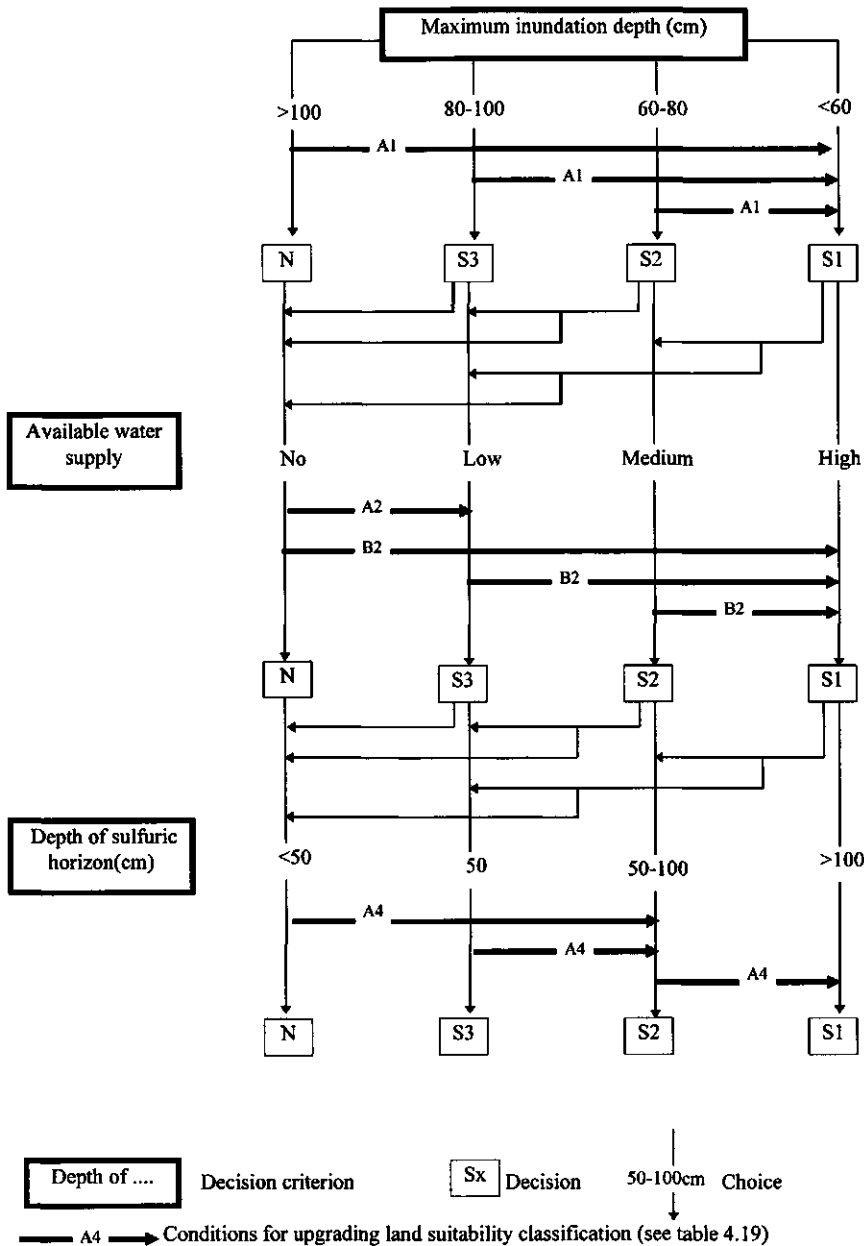 Maximum inundation depth (cm)
>100 80-100 60-80 <60
A1
A1
A1
N S3 S2 S1
Available water
supply
No Low Medium High
A2
B2
B2
B2
N S3 S2 S1
Depth of sulfuric
horizon(cm)
<50 50 50-100 >100
A4
A4
A4
N S3 S2 S1
Depth of .... Decision criterion Sx Decision 50-100cm Choice
A4 Conditions for upgrading land suitability classification (see table 4.19)